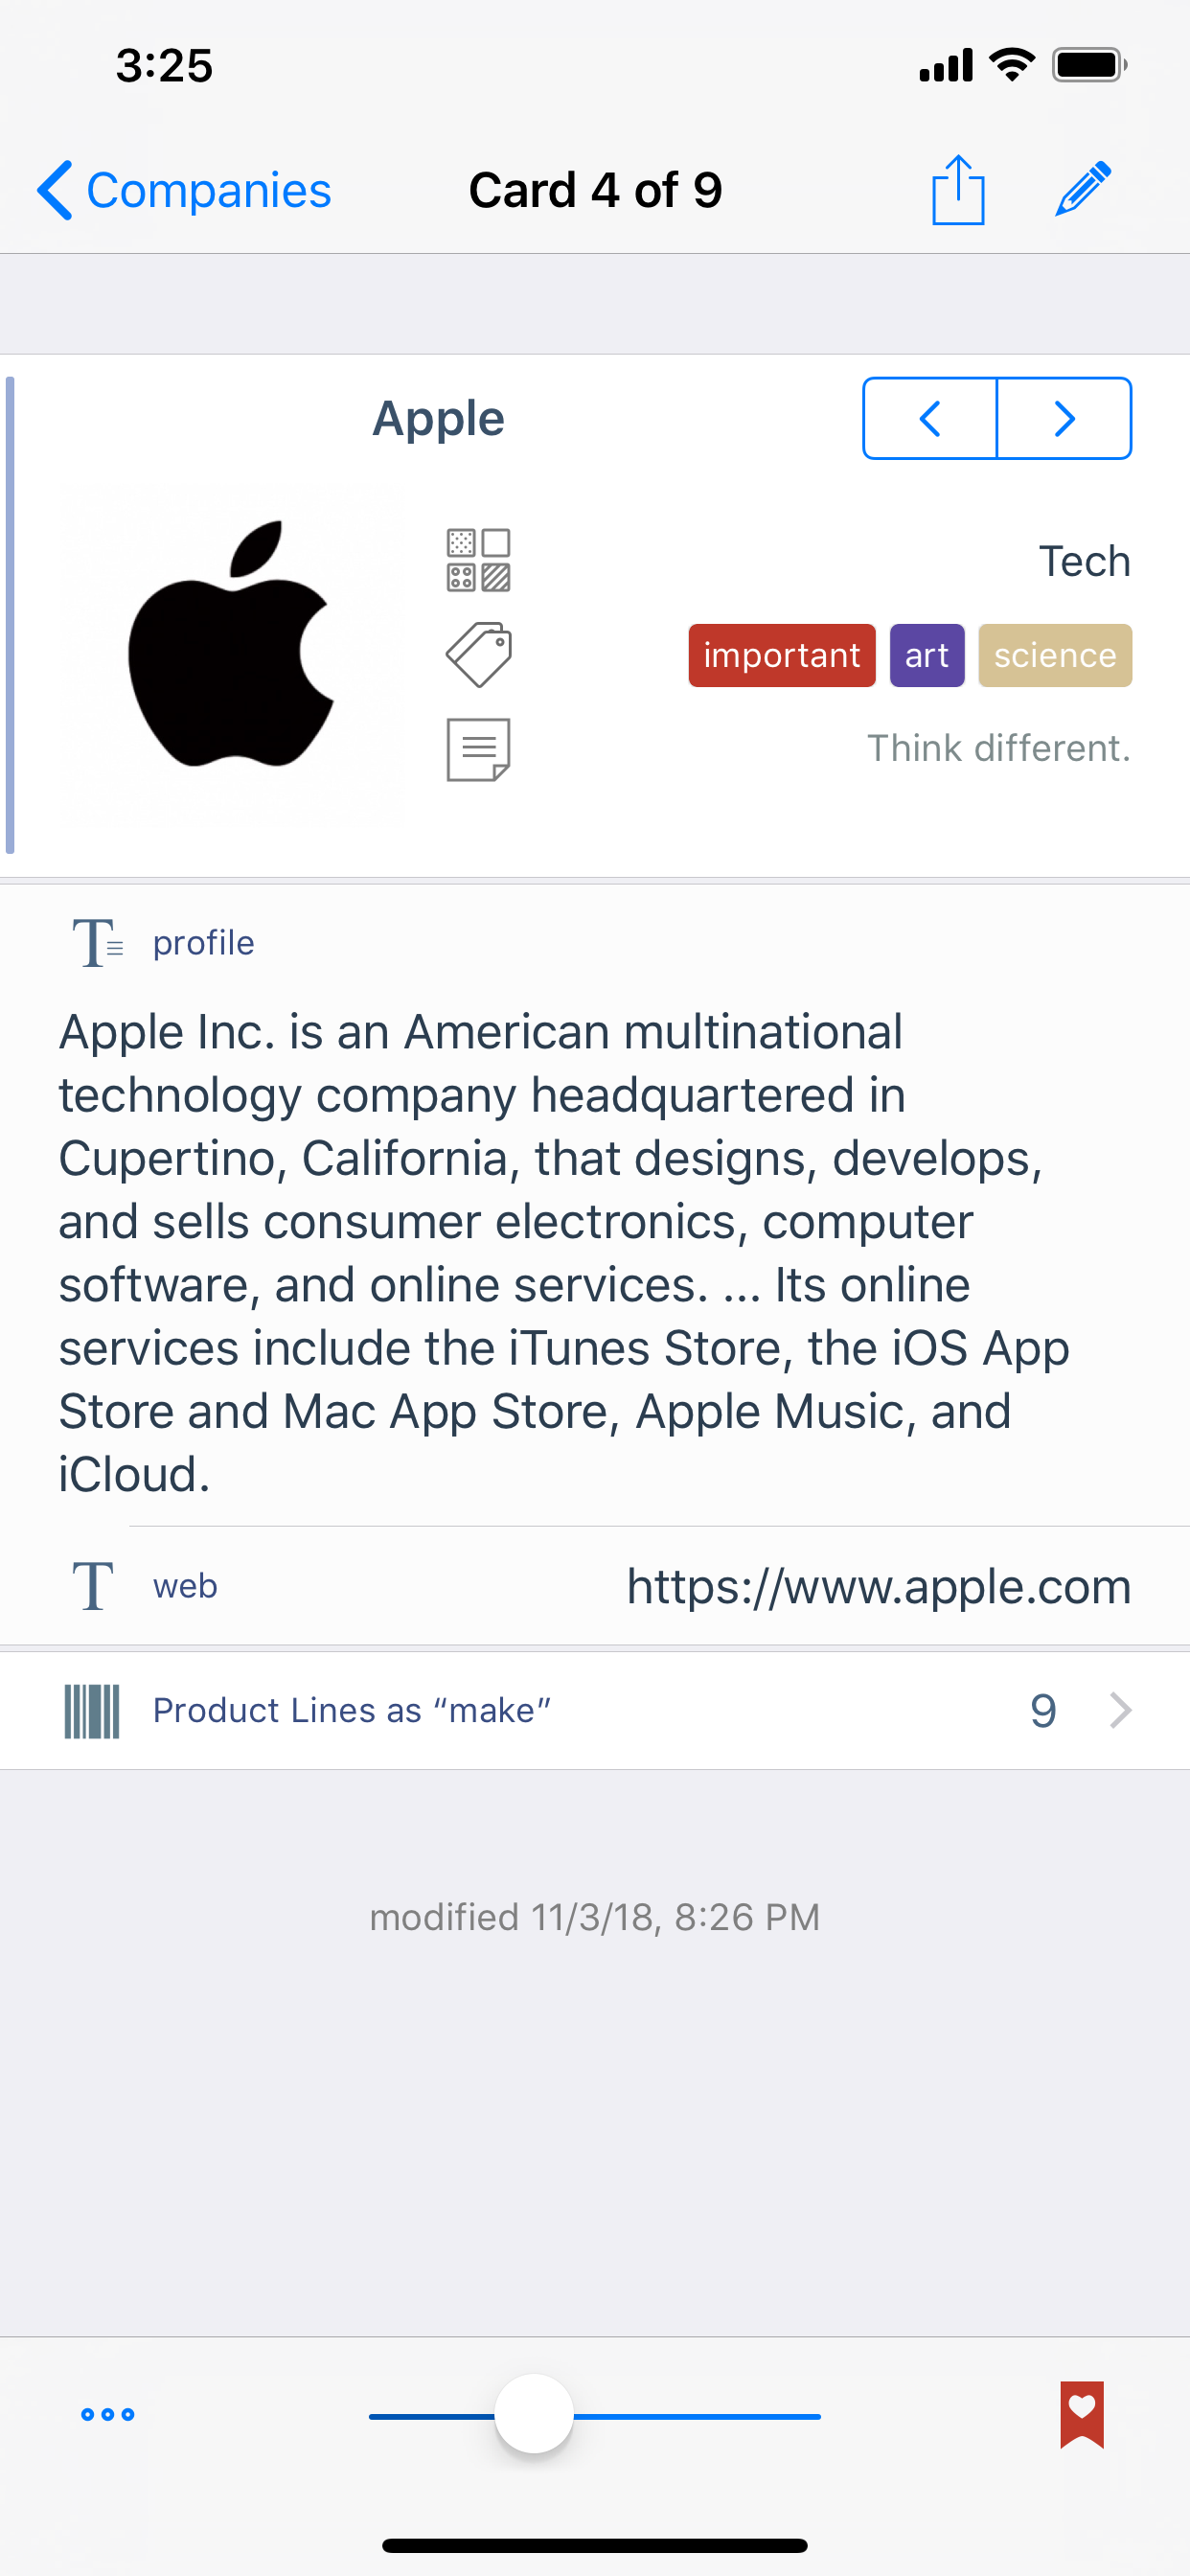 3:25
Companies
Card 4 of 9
Apple
Tech
important art science
Think different.
profile
Apple Inc. is an American multinational
technology company headquartered in
Cupertino, California, that designs, develops,
and sells consumer electronics, computer
software, and online services. ... Its online
services include the iTunes Store, the iOS App
Store and Mac App Store, Apple Music, and
iCloud.
web
https://www.apple.com
Product Lines as “make”
9
modified 11/3/18, 8:26 PM